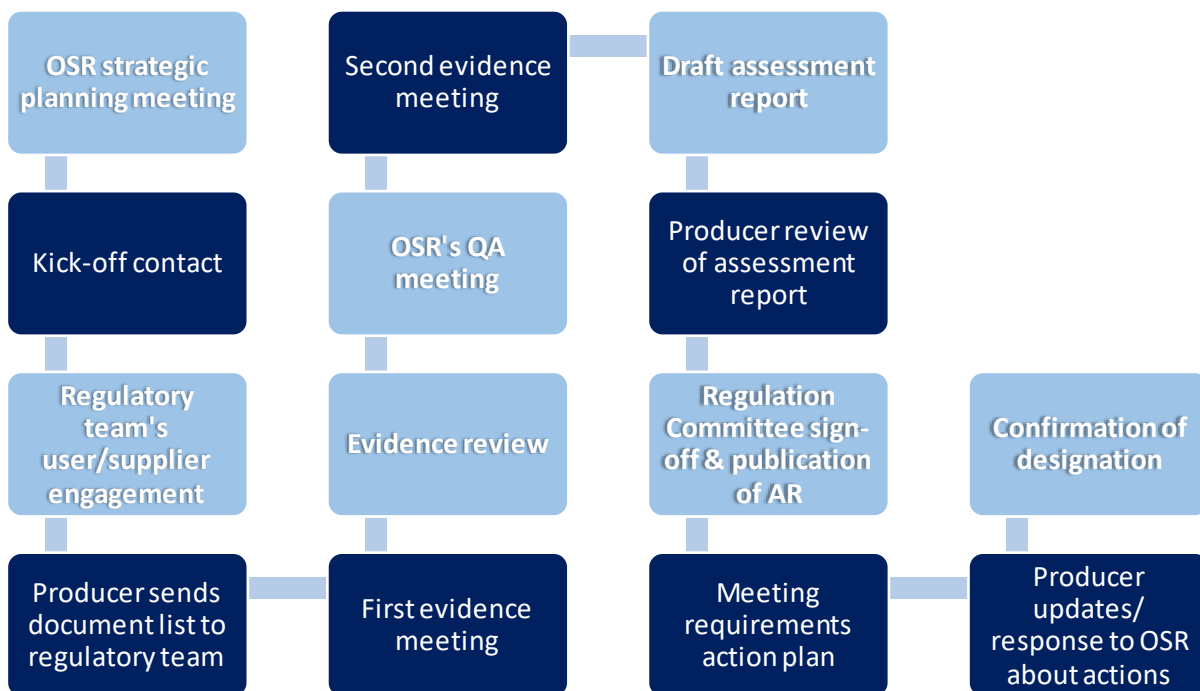 OSR strategic
planning meeting
Kick-off contact
Regulatory
team's
user/supplier
engagement
Producer sends
document list to
regulatory team
First evidence
meeting
Evidence review
OSR's QA
meeting
Second evidence
meeting
Draft assessment
report
Producer review
of assessment
report
Regulation
Committee sign-
off & publication
of AR
Meeting
requirements
action plan
Producer
updates/
response to OSR
about actions
Confirmation of
designation